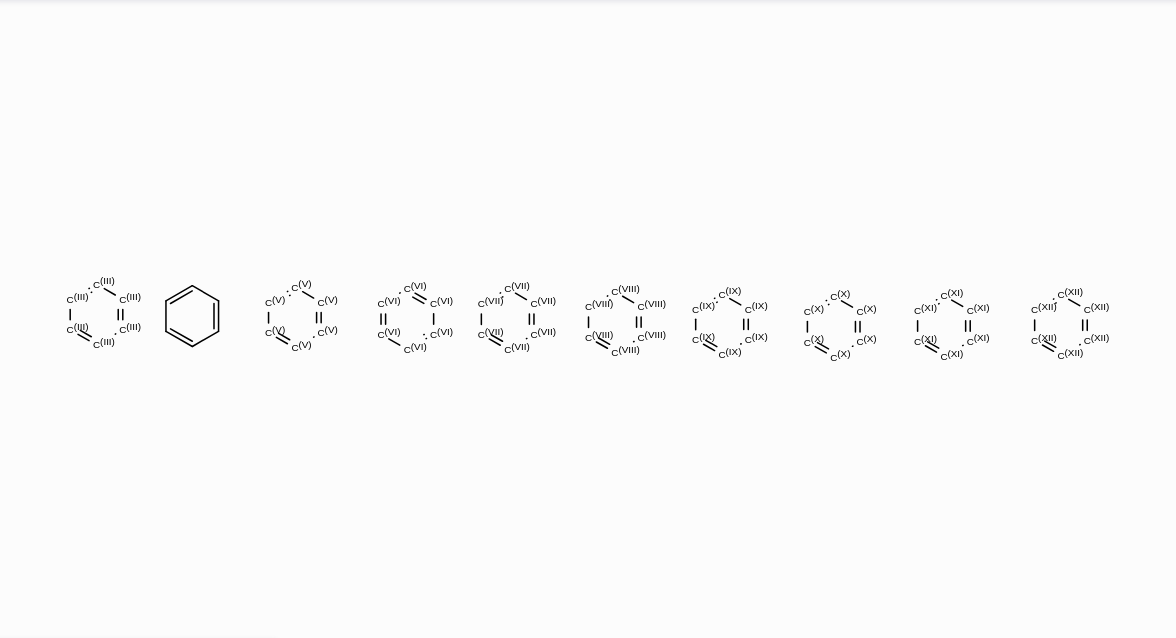 C(III) C(III) C(III) C(III) C(III) C(III)
C(V) C(V) C(V) C(V) C(V) C(V)
C(VI) C(VI) C(VI) C(VI) C(VI) C(VI)
C(VII) C(VII) C(VII) C(VII) C(VII) C(VII)
C(VIII) C(VIII) C(VIII) C(VIII) C(VIII) C(VIII)
C(IX) C(IX) C(IX) C(IX) C(IX) C(IX)
C(X) C(X) C(X) C(X) C(X) C(X)
C(XI) C(XI) C(XI) C(XI) C(XI) C(XI)
C(XII) C(XII) C(XII) C(XII) C(XII) C(XII)